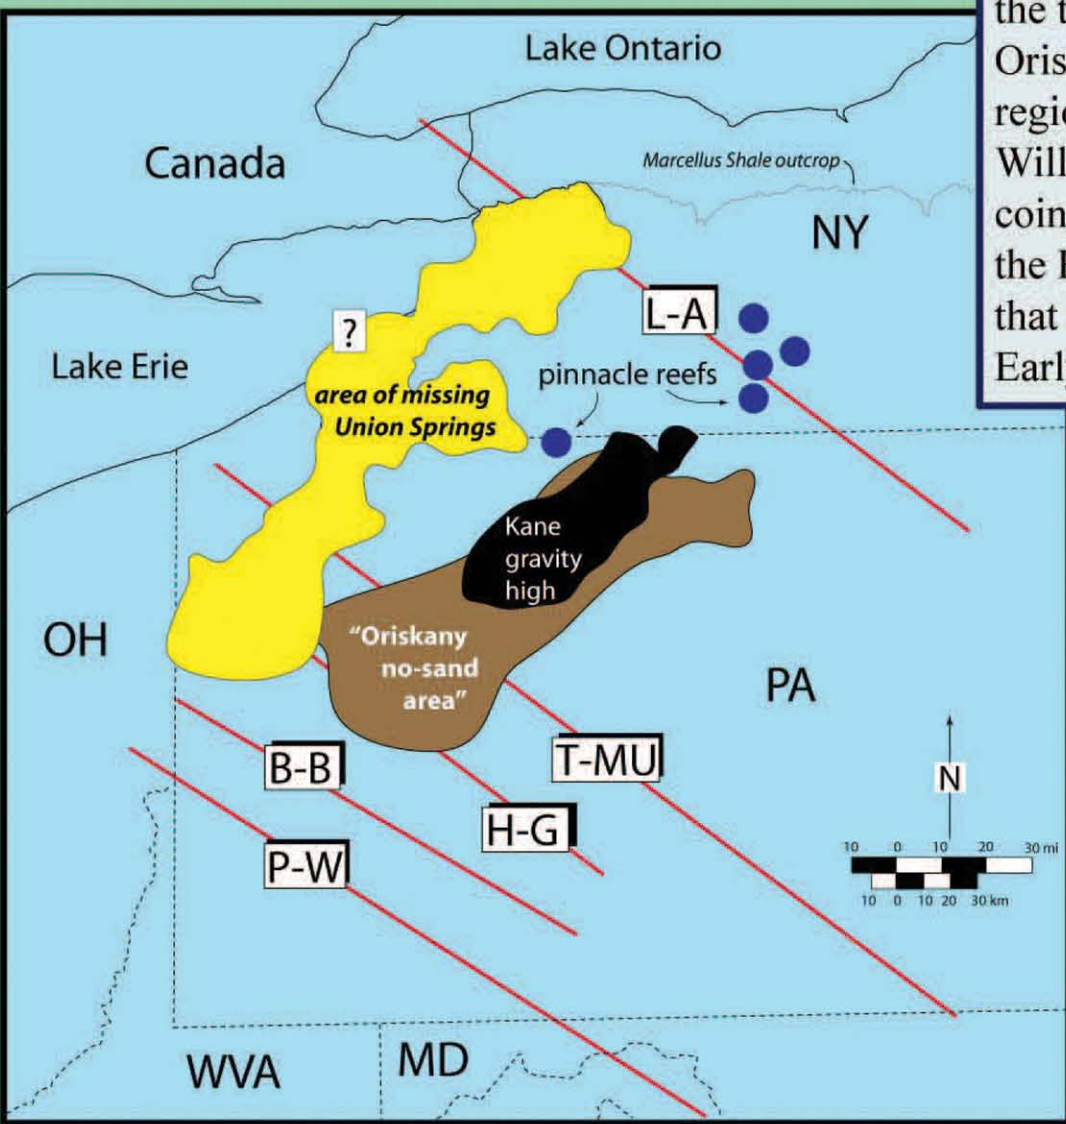 the
Oris
regi
Will
coin
the
that
Early
Lake Ontario
Canada
Marcellus Shale outcrop
NY
L-A
?
Lake Erie
pinnacle reefs
area of missing
Union Springs
Kane
gravity
high
OH
"Oriskany
no-sand
area"
PA
B-B
T-MU
N
H-G
P-W
10 0 10 20 30 mi
10 0 10 20 30 km
WVA
MD